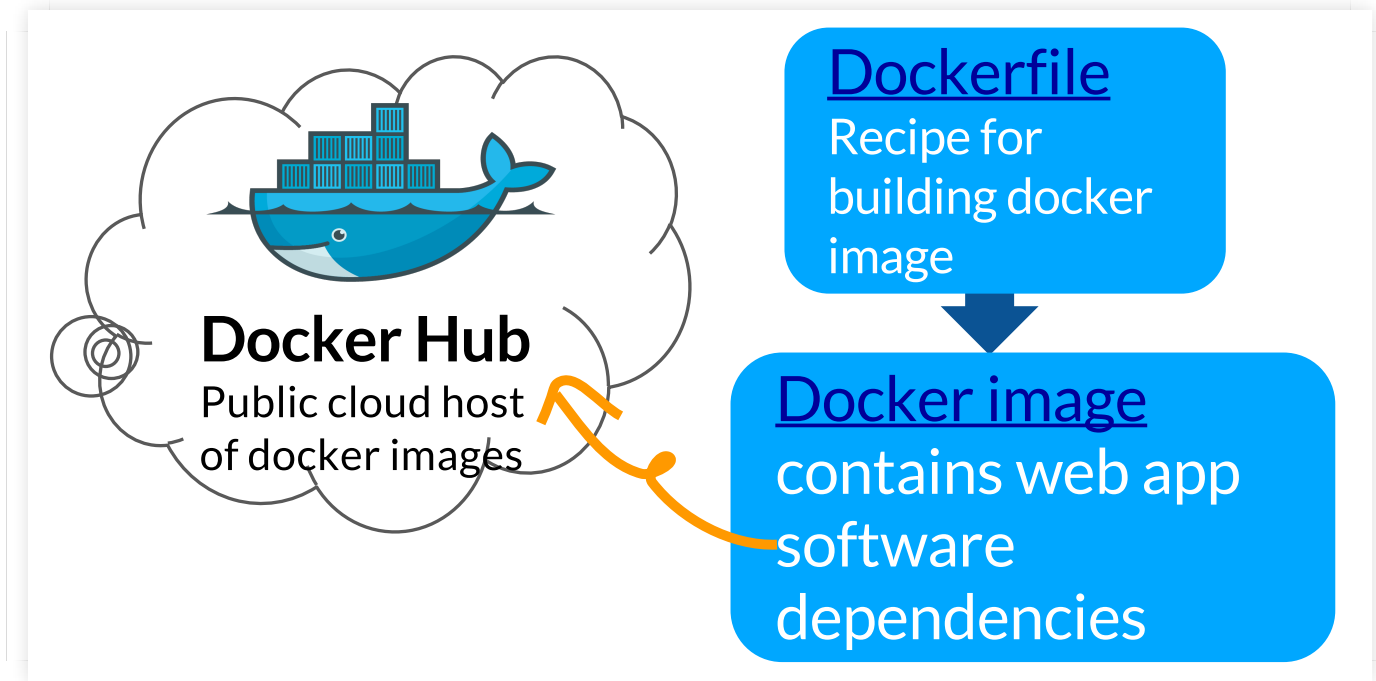 Docker Hub
Public cloud host
of docker images
Dockerfile
Recipe for
building docker
image
Docker image
contains web app
software
dependencies